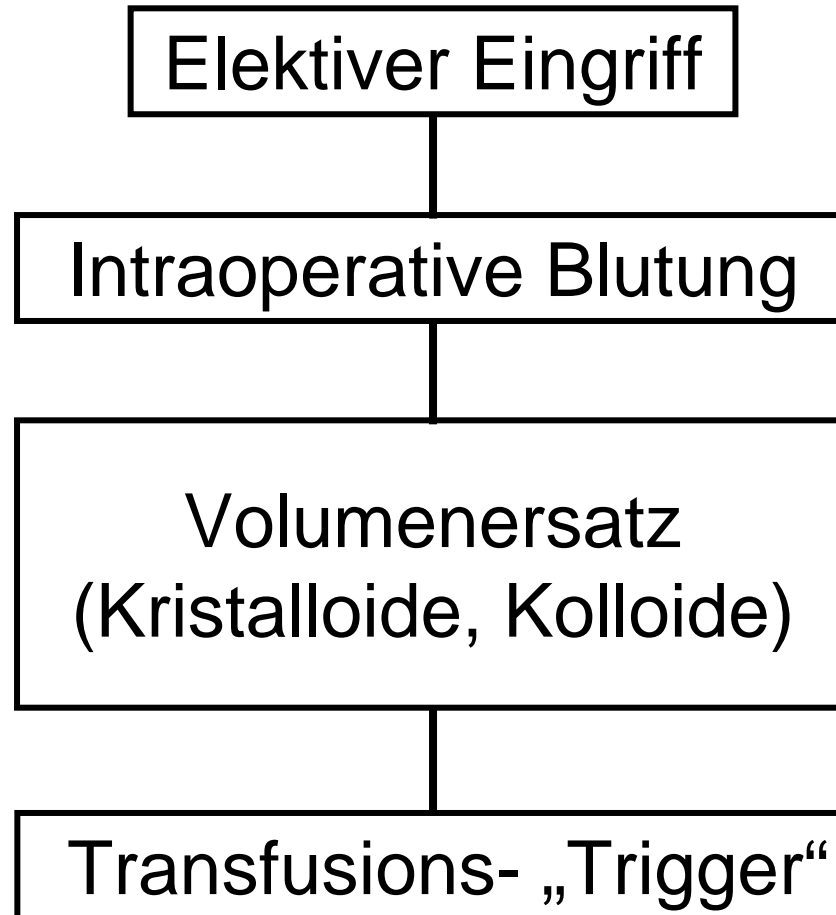 Elektiver Eingriff
Intraoperative Blutung
Volumenersatz
(Kristalloide, Kolloide)
Transfusions- „Trigger“